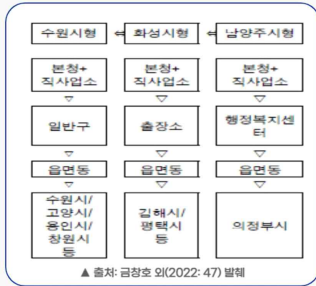 수원시형 ⇔ 화성시형 ⇔ 남양주시형
본청+
직사업소
본청+
직사업소
본청+
직사업소
▽ ▽ ▽
일반구
출장소
행정복지센
터
▽ ▽ ▽
읍면동 읍면동 읍면동
▽ ▽ ▽
수원시/
고양시/
용인시/
창원시
등
김해시/
평택시
등
의정부시
▲ 출처: 금창호 외(2022: 47) 발췌